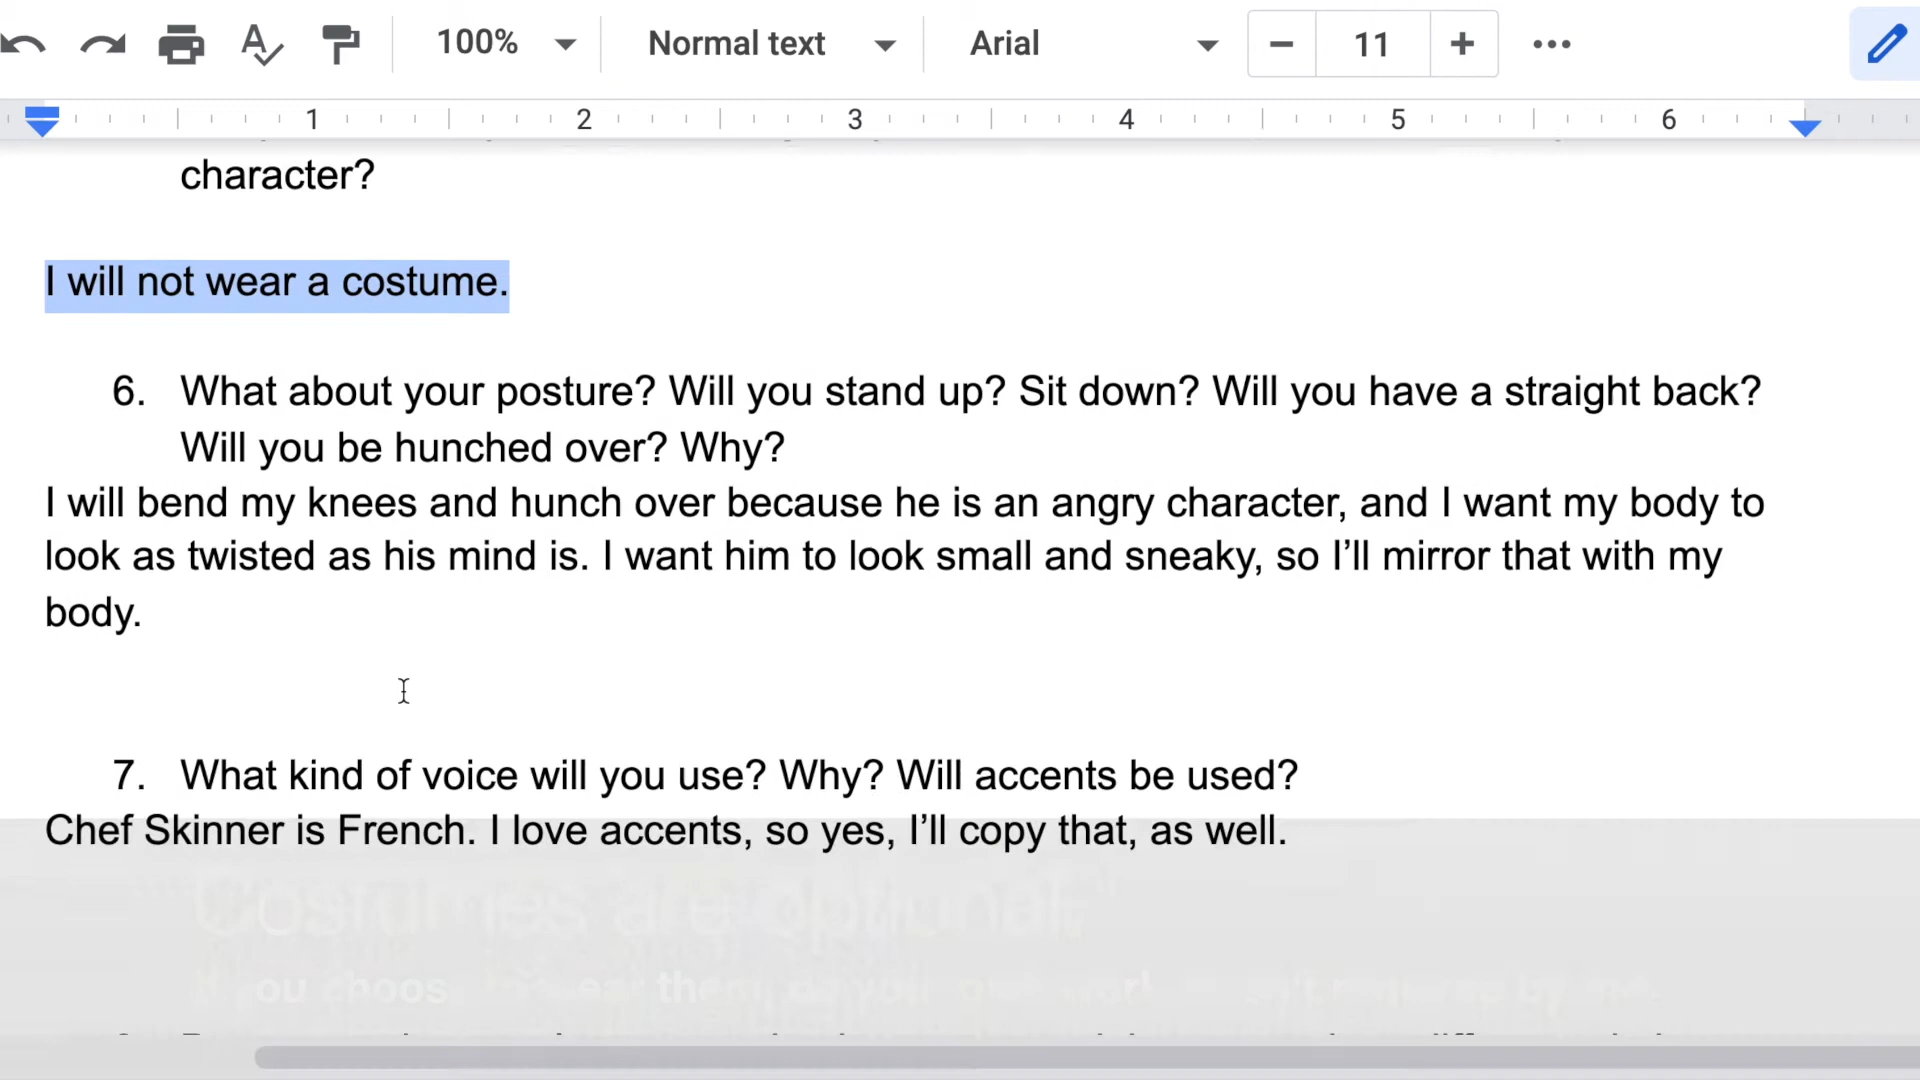 100% Normal text Arial 11
1 2 3 4 5 6
character?
I will not wear a costume.
6. What about your posture? Will you stand up? Sit down? Will you have a straight back?
Will you be hunched over? Why?
I will bend my knees and hunch over because he is an angry character, and I want my body to
look as twisted as his mind is. I want him to look small and sneaky, so I’ll mirror that with my
body.
7. What kind of voice will you use? Why? Will accents be used?
Chef Skinner is French. I love accents, so yes, I’ll copy that, as well.
Costumes are optional.